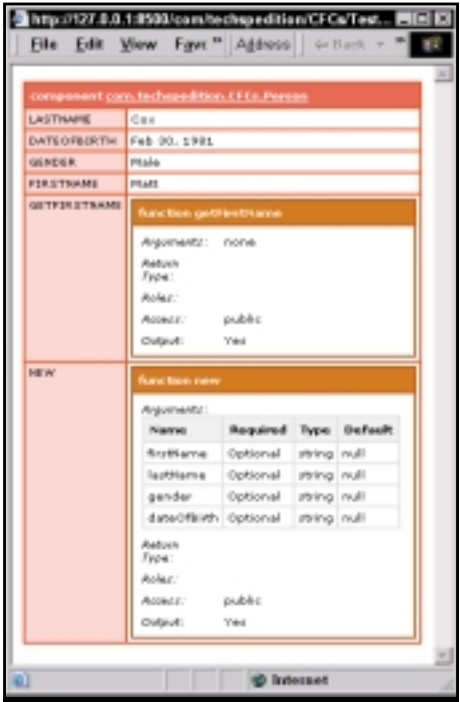 http://127.0.0.1:8500/com/techspedition/CFCs/Test...
File Edit View Favc » Address Back »
component com.techspedition.CFCs.Person
LASTNAME Cox
DATEOFBIRTH Feb 1981
GENDER Male
FIRSTNAME Matt
GETFIRSTNAME function getFirstName
Arguments: none
Return
Type:
Roles:
Access: public
Output: Yes
NEW function new
Arguments:
Name Required Type Default
firstName Optional string null
lastName Optional string null
gender Optional string null
dateOfBirth Optional string null
Return
Type:
Roles:
Access: public
Output: Yes
Internet